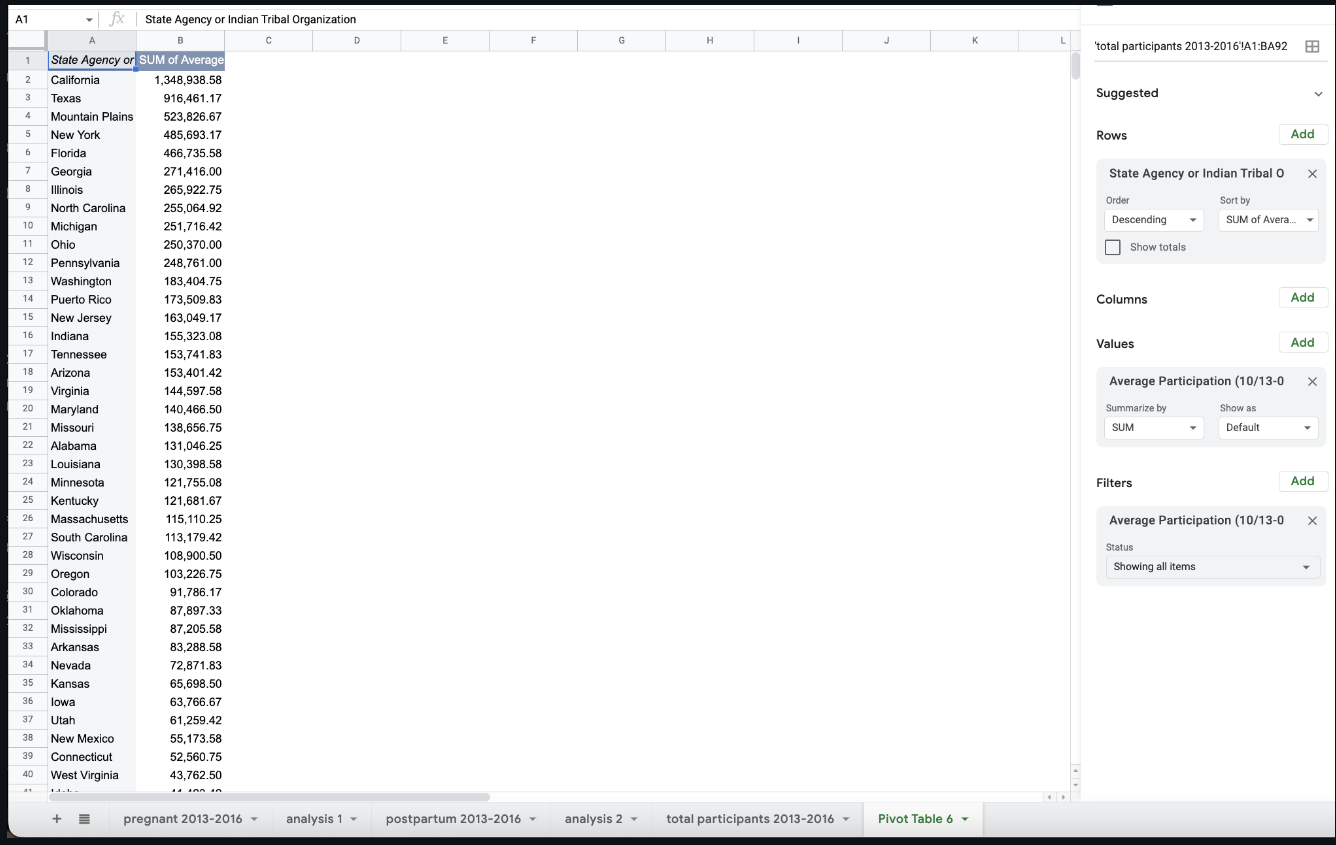 A1 fx State Agency or Indian Tribal Organization
A B C D E F G H I J K L
1 State Agency or SUM of Average
2 California 1,348,938.58
3 Texas 916,461.17
4 Mountain Plains 523,826.67
5 New York 485,693.17
6 Florida 466,735.58
7 Georgia 271,416.00
8 Illinois 265,922.75
9 North Carolina 255,064.92
10 Michigan 251,716.42
11 Ohio 250,370.00
12 Pennsylvania 248,761.00
13 Washington 183,404.75
14 Puerto Rico 173,509.83
15 New Jersey 163,049.17
16 Indiana 155,323.08
17 Tennessee 153,741.83
18 Arizona 153,401.42
19 Virginia 144,597.58
20 Maryland 140,466.50
21 Missouri 138,656.75
22 Alabama 131,046.25
23 Louisiana 130,398.58
24 Minnesota 121,755.08
25 Kentucky 121,681.67
26 Massachusetts 115,110.25
27 South Carolina 113,179.42
28 Wisconsin 108,900.50
29 Oregon 103,226.75
30 Colorado 91,786.17
31 Oklahoma 87,897.33
32 Mississippi 87,205.58
33 Arkansas 83,288.58
34 Nevada 72,871.83
35 Kansas 65,698.50
36 Iowa 63,766.67
37 Utah 61,259.42
38 New Mexico 55,173.58
39 Connecticut 52,560.75
40 West Virginia 43,762.50
'total participants 2013-2016'!A1:BA92
Suggested
Rows Add
State Agency or Indian Tribal O
Order Sort by
Descending SUM of Avera...
Show totals
Columns Add
Values Add
Average Participation (10/13-0
Summarize by Show as
SUM Default
Filters Add
Average Participation (10/13-0
Status
Showing all items
+ pregnant 2013-2016 analysis 1 postpartum 2013-2016 analysis 2 total participants 2013-2016 Pivot Table 6